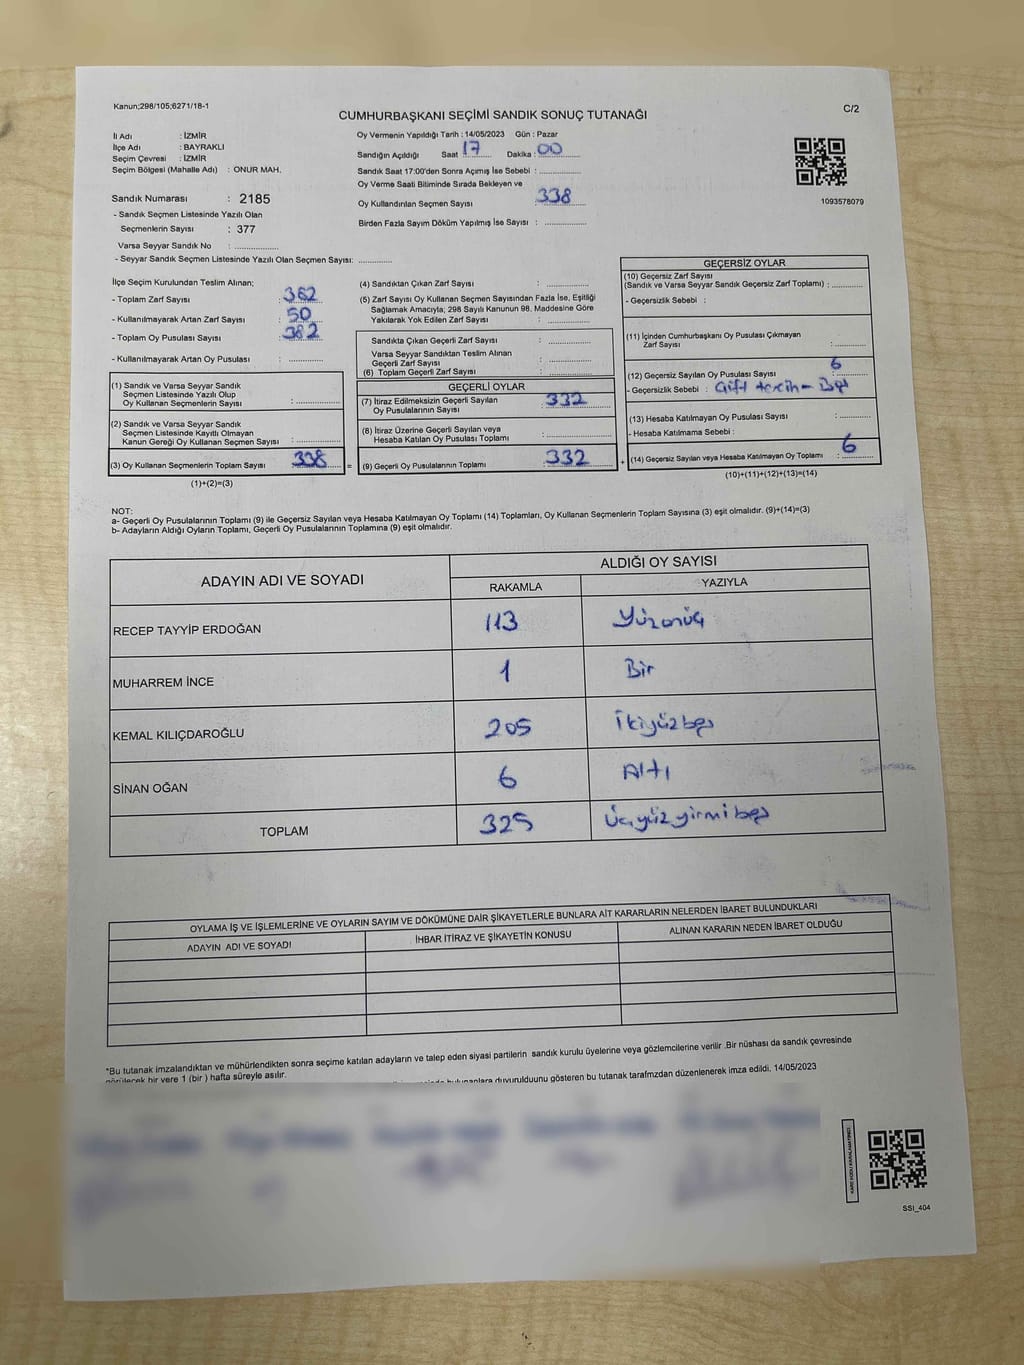 Kanun;298/105;6271/18-1
C/2
CUMHURBAŞKANI SEÇİMİ SANDIK SONUÇ TUTANAĞI
İl Adı : İZMİR
İlçe Adı : BAYRAKLI
Seçim Çevresi : İZMİR
Seçim Bölgesi (Mahalle Adı) : ONUR MAH.
Sandık Numarası : 2185
- Sandık Seçmen Listesinde Yazılı Olan
Seçmenlerin Sayısı : 377
Varsa Seyyar Sandık No : ..............
- Seyyar Sandık Seçmen Listesinde Yazılı Olan Seçmen Sayısı: ............
Oy Vermenin Yapıldığı Tarih : 14/05/2023 Gün : Pazar
Sandığın Açıldığı Saat 17 Dakika : 00
Sandık Saat 17:00'den Sonra Açımış İse Sebebi : ..............
Oy Verme Saati Bitiminde Sırada Bekleyen ve
Oy Kullandırılan Seçmen Sayısı 338
Birden Fazla Sayım Döküm Yapılmış İse Sayısı : ..............
1093578079
İlçe Seçim Kurulundan Teslim Alınan;
- Toplam Zarf Sayısı : 382
- Kullanılmayarak Artan Zarf Sayısı : 50
- Toplam Oy Pusulası Sayısı : 382
- Kullanılmayarak Artan Oy Pusulası : ............
(1) Sandık ve Varsa Seyyar Sandık
Seçmen Listesinde Yazılı Olup
Oy Kullanan Seçmenlerin Sayısı : ..............
(2) Sandık ve Varsa Seyyar Sandık
Seçmen Listesinde Kayıtlı Olmayan
Kanun Gereği Oy Kullanan Seçmen Sayısı : ..............
(3) Oy Kullanan Seçmenlerin Toplam Sayısı 338
(1)+(2)=(3)
(4) Sandıktan Çıkan Zarf Sayısı : ..............
(5) Zarf Sayısı Oy Kullanan Seçmen Sayısından Fazla İse, Eşitliği
Sağlamak Amacıyla; 298 Sayılı Kanunun 98. Maddesine Göre
Yakılarak Yok Edilen Zarf Sayısı : ..............
Sandıkta Çıkan Geçerli Zarf Sayısı : ..............
Varsa Seyyar Sandıktan Teslim Alınan
Geçerli Zarf Sayısı : ..............
(6) Toplam Geçerli Zarf Sayısı : ..............
GEÇERLİ OYLAR
(7) İtiraz Edilmeksizin Geçerli Sayılan
Oy Pusulalarının Sayısı : 332
(8) İtiraz Üzerine Geçerli Sayılan veya
Hesaba Katılan Oy Pusulası Toplamı : ..............
= (9) Geçerli Oy Pusulalarının Toplamı : 332
GEÇERSİZ OYLAR
(10) Geçersiz Zarf Sayısı
(Sandık ve Varsa Seyyar Sandık Geçersiz Zarf Toplamı) : ..........
- Geçersizlik Sebebi :
(11) İçinden Cumhurbaşkanı Oy Pusulası Çıkmayan
Zarf Sayısı : ..........
(12) Geçersiz Sayılan Oy Pusulası Sayısı : 6
- Geçersizlik Sebebi : Çift tercih - Boş
(13) Hesaba Katılmayan Oy Pusulası Sayısı : ..........
- Hesaba Katılmama Sebebi :
+ (14) Geçersiz Sayılan veya Hesaba Katılmayan Oy Toplamı : 6
(10)+(11)+(12)+(13)=(14)
NOT:
a- Geçerli Oy Pusulalarının Toplamı (9) ile Geçersiz Sayılan veya Hesaba Katılmayan Oy Toplamı (14) Toplamları, Oy Kullanan Seçmenlerin Toplam Sayısına (3) eşit olmalıdır. (9)+(14)=(3)
b- Adayların Aldığı Oyların Toplamı, Geçerli Oy Pusulalarının Toplamına (9) eşit olmalıdır.
ADAYIN ADI VE SOYADI ALDIĞI OY SAYISI
RAKAMLA YAZIYLA
RECEP TAYYİP ERDOĞAN 113 Yüzonüç
MUHARREM İNCE 1 Bir
KEMAL KILIÇDAROĞLU 205 İkiyüzbeş
SİNAN OĞAN 6 Altı
TOPLAM 325 Üçyüzyirmibeş
OYLAMA İŞ VE İŞLEMLERİNE VE OYLARIN SAYIM VE DÖKÜMÜNE DAİR ŞİKAYETLERLE BUNLARA AİT KARARLARIN NELERDEN İBARET BULUNDUKLARI
ADAYIN ADI VE SOYADI İHBAR İTİRAZ VE ŞİKAYETİN KONUSU ALINAN KARARIN NEDEN İBARET OLDUĞU
*Bu tutanak imzalandıktan ve mühürlendikten sonra seçime katılan adayların ve talep eden siyasi partilerin sandık kurulu üyelerine veya gözlemcilerine verilir .Bir nüshası da sandık çevresinde
görülecek bir yere 1 (bir ) hafta süreyle asılır.
duyurulduunu gösteren bu tutanak tarafmzdan düzenlenerek imza edildi. 14/05/2023
SSI_404